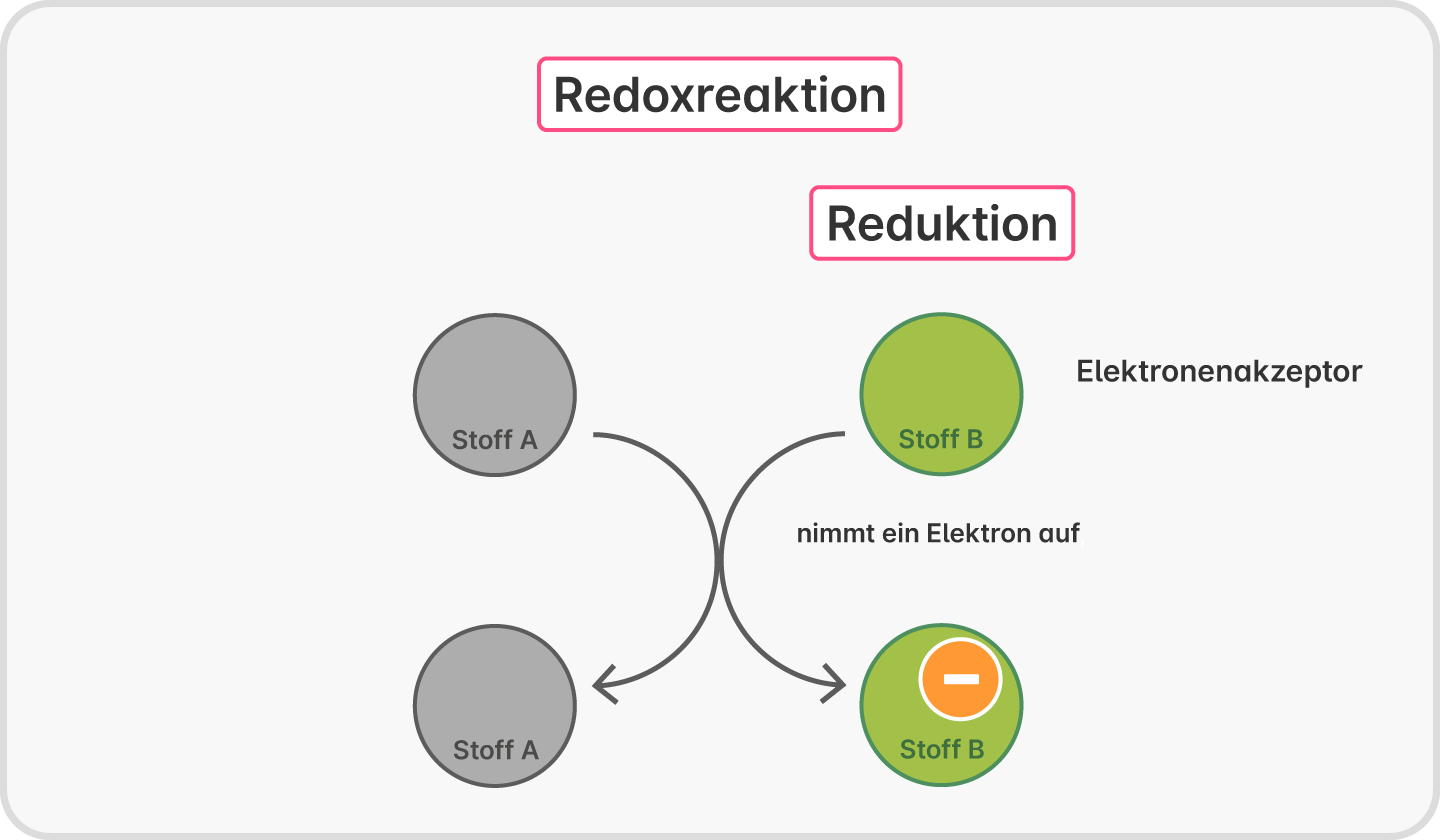 Redoxreaktion
Reduktion
Elektronenakzeptor
Stoff A
Stoff B
nimmt ein Elektron auf
Stoff A
Stoff B